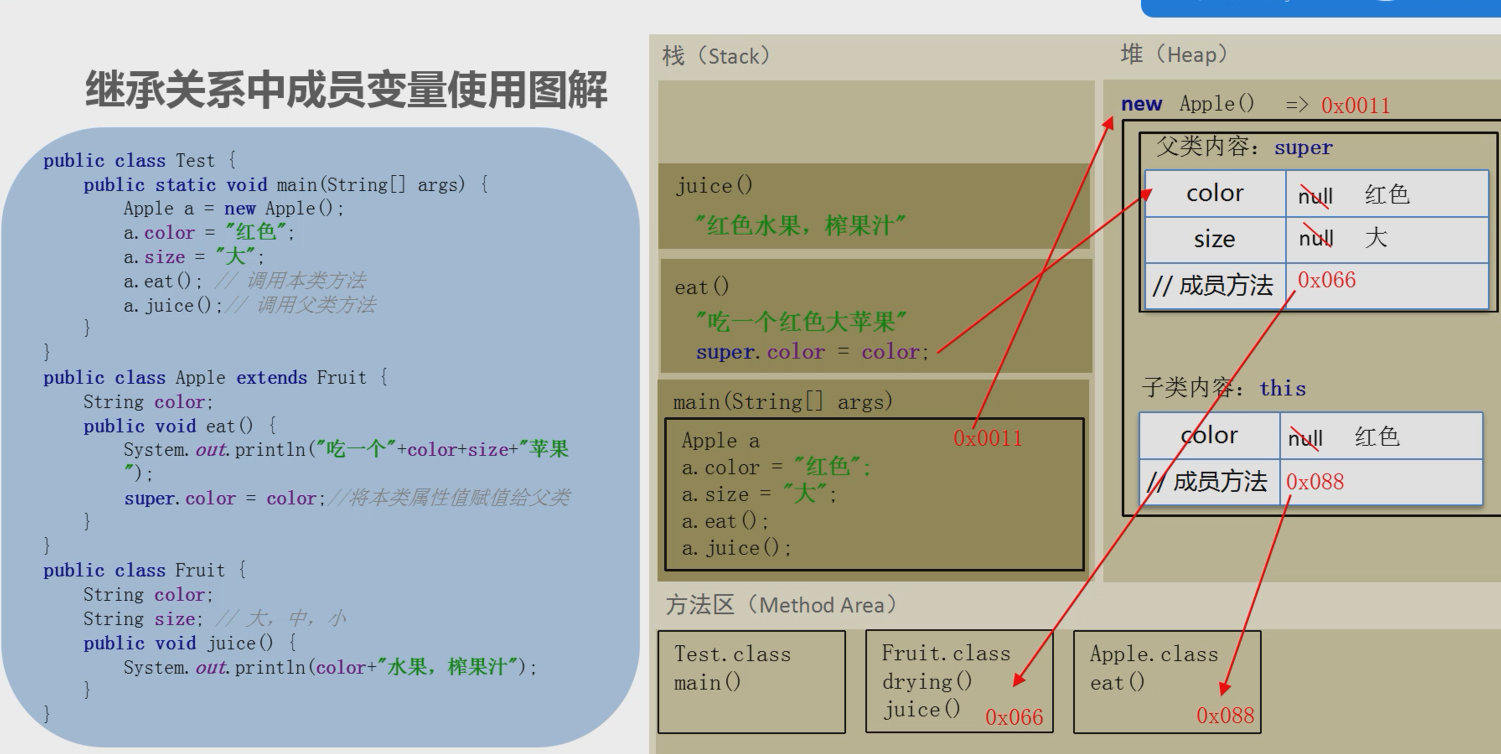 继承关系中成员变量使用图解
public class Test {
public static void main(String[] args) {
Apple a = new Apple();
a.color = "红色";
a.size = "大";
a.eat(); // 调用本类方法
a.juice();// 调用父类方法
}
}
public class Apple extends Fruit {
String color;
public void eat() {
System.out.println("吃一个"+color+size+"苹果
");
super.color = color;//将本类属性值赋值给父类
}
}
public class Fruit {
String color;
String size; // 大，中，小
public void juice() {
System.out.println(color+"水果，榨果汁");
}
}
栈（Stack）
juice()
"红色水果，榨果汁"
eat()
"吃一个红色大苹果"
super.color = color;
main(String[] args)
Apple a 0x0011
a.color = "红色";
a.size = "大";
a.eat();
a.juice();
堆（Heap）
new Apple() => 0x0011
父类内容：super
color null 红色
size null 大
// 成员方法 0x066
子类内容：this
color null 红色
// 成员方法 0x088
方法区（Method Area）
Test.class
main()
Fruit.class
drying()
juice() 0x066
Apple.class
eat()
0x088